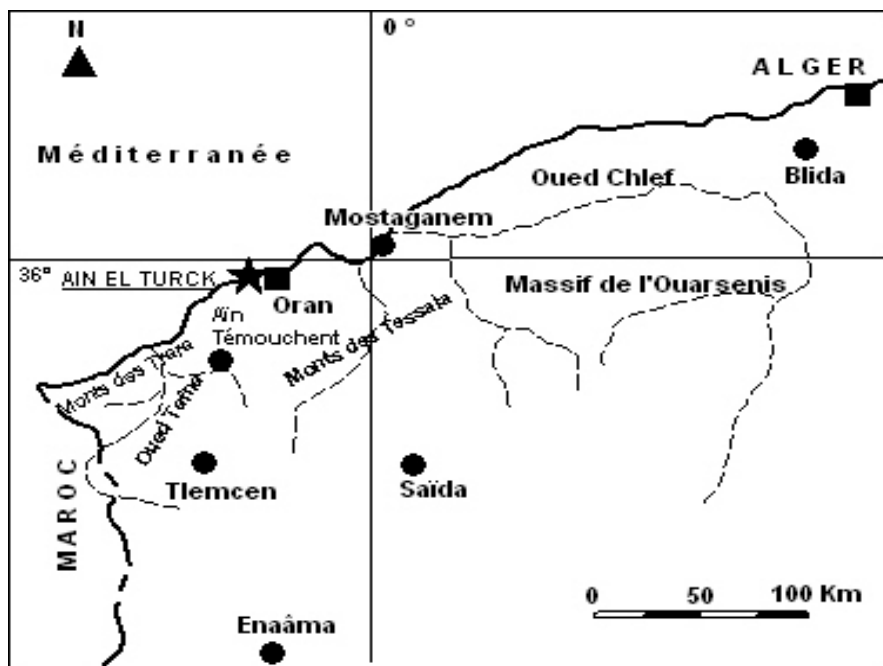 N
0 °
ALGER
Méditerranée
Oued Chlef
Blida
Mostaganem
36°
AIN EL TURCK
Oran
Massif de l'Ouarsenis
Aïn
Témouchent
Monts des Tessala
Monts des Trara
Oued Tafna
MAROC
Tlemcen
Saïda
0 50 100 Km
Enaâma